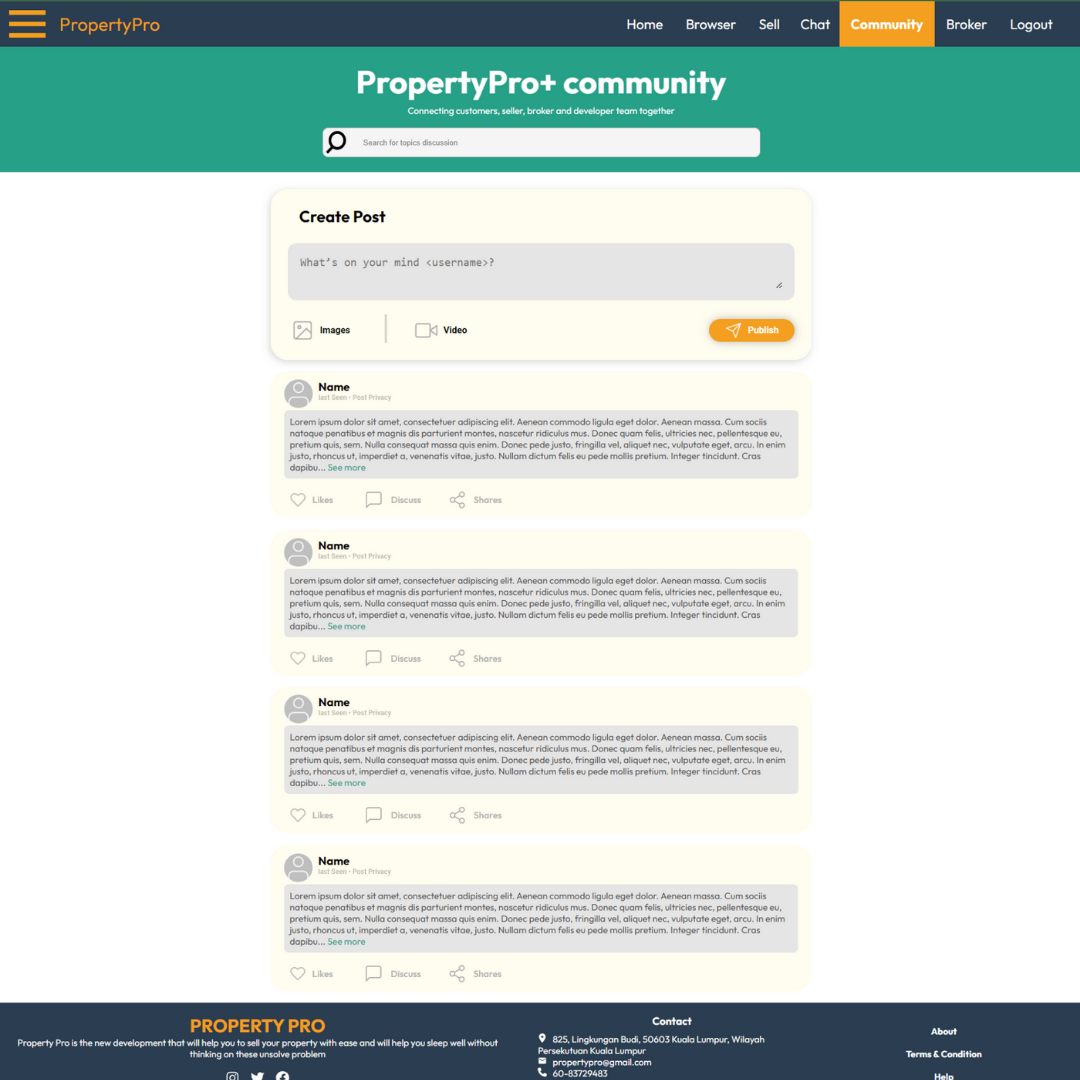 PropertyPro
Home Browser Sell Chat Community Broker Logout
PropertyPro+ community
Connecting customers, seller, broker and developer team together
Search for topics discussion
Create Post
What's on your mind <username>?
Images Video Publish
Name
last Seen • Post Privacy
Lorem ipsum dolor sit amet, consectetuer adipiscing elit. Aenean commodo ligula eget dolor. Aenean massa. Cum sociis
natoque penatibus et magnis dis parturient montes, nascetur ridiculus mus. Donec quam felis, ultricies nec, pellentesque eu,
pretium quis, sem. Nulla consequat massa quis enim. Donec pede justo, fringilla vel, aliquet nec, vulputate eget, arcu. In enim
justo, rhoncus ut, imperdiet a, venenatis vitae, justo. Nullam dictum felis eu pede mollis pretium. Integer tincidunt. Cras
dapibu... See more
Likes Discuss Shares
Name
last Seen • Post Privacy
Lorem ipsum dolor sit amet, consectetuer adipiscing elit. Aenean commodo ligula eget dolor. Aenean massa. Cum sociis
natoque penatibus et magnis dis parturient montes, nascetur ridiculus mus. Donec quam felis, ultricies nec, pellentesque eu,
pretium quis, sem. Nulla consequat massa quis enim. Donec pede justo, fringilla vel, aliquet nec, vulputate eget, arcu. In enim
justo, rhoncus ut, imperdiet a, venenatis vitae, justo. Nullam dictum felis eu pede mollis pretium. Integer tincidunt. Cras
dapibu... See more
Likes Discuss Shares
Name
last Seen • Post Privacy
Lorem ipsum dolor sit amet, consectetuer adipiscing elit. Aenean commodo ligula eget dolor. Aenean massa. Cum sociis
natoque penatibus et magnis dis parturient montes, nascetur ridiculus mus. Donec quam felis, ultricies nec, pellentesque eu,
pretium quis, sem. Nulla consequat massa quis enim. Donec pede justo, fringilla vel, aliquet nec, vulputate eget, arcu. In enim
justo, rhoncus ut, imperdiet a, venenatis vitae, justo. Nullam dictum felis eu pede mollis pretium. Integer tincidunt. Cras
dapibu... See more
Likes Discuss Shares
Name
last Seen • Post Privacy
Lorem ipsum dolor sit amet, consectetuer adipiscing elit. Aenean commodo ligula eget dolor. Aenean massa. Cum sociis
natoque penatibus et magnis dis parturient montes, nascetur ridiculus mus. Donec quam felis, ultricies nec, pellentesque eu,
pretium quis, sem. Nulla consequat massa quis enim. Donec pede justo, fringilla vel, aliquet nec, vulputate eget, arcu. In enim
justo, rhoncus ut, imperdiet a, venenatis vitae, justo. Nullam dictum felis eu pede mollis pretium. Integer tincidunt. Cras
dapibu... See more
Likes Discuss Shares
PROPERTY PRO
Property Pro is the new development that will help you to sell your property with ease and will help you sleep well without
thinking on these unsolve problem
Contact
825, Lingkungan Budi, 50603 Kuala Lumpur, Wilayah
Persekutuan Kuala Lumpur
propertypro@gmail.com
60-83729483
About
Terms & Condition
Help